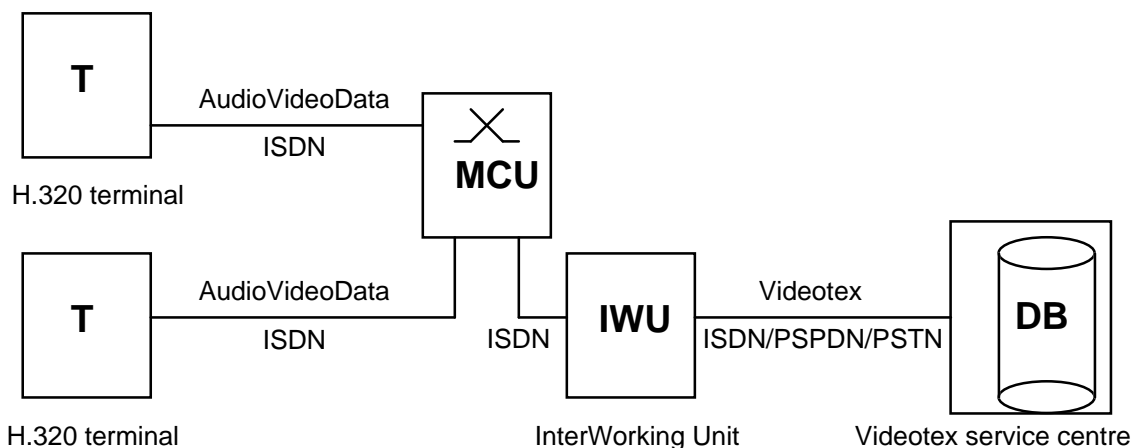 T
AudioVideoData
ISDN
H.320 terminal
MCU
T
AudioVideoData
ISDN
H.320 terminal
ISDN
IWU
InterWorking Unit
Videotex
ISDN/PSPDN/PSTN
DB
Videotex service centre